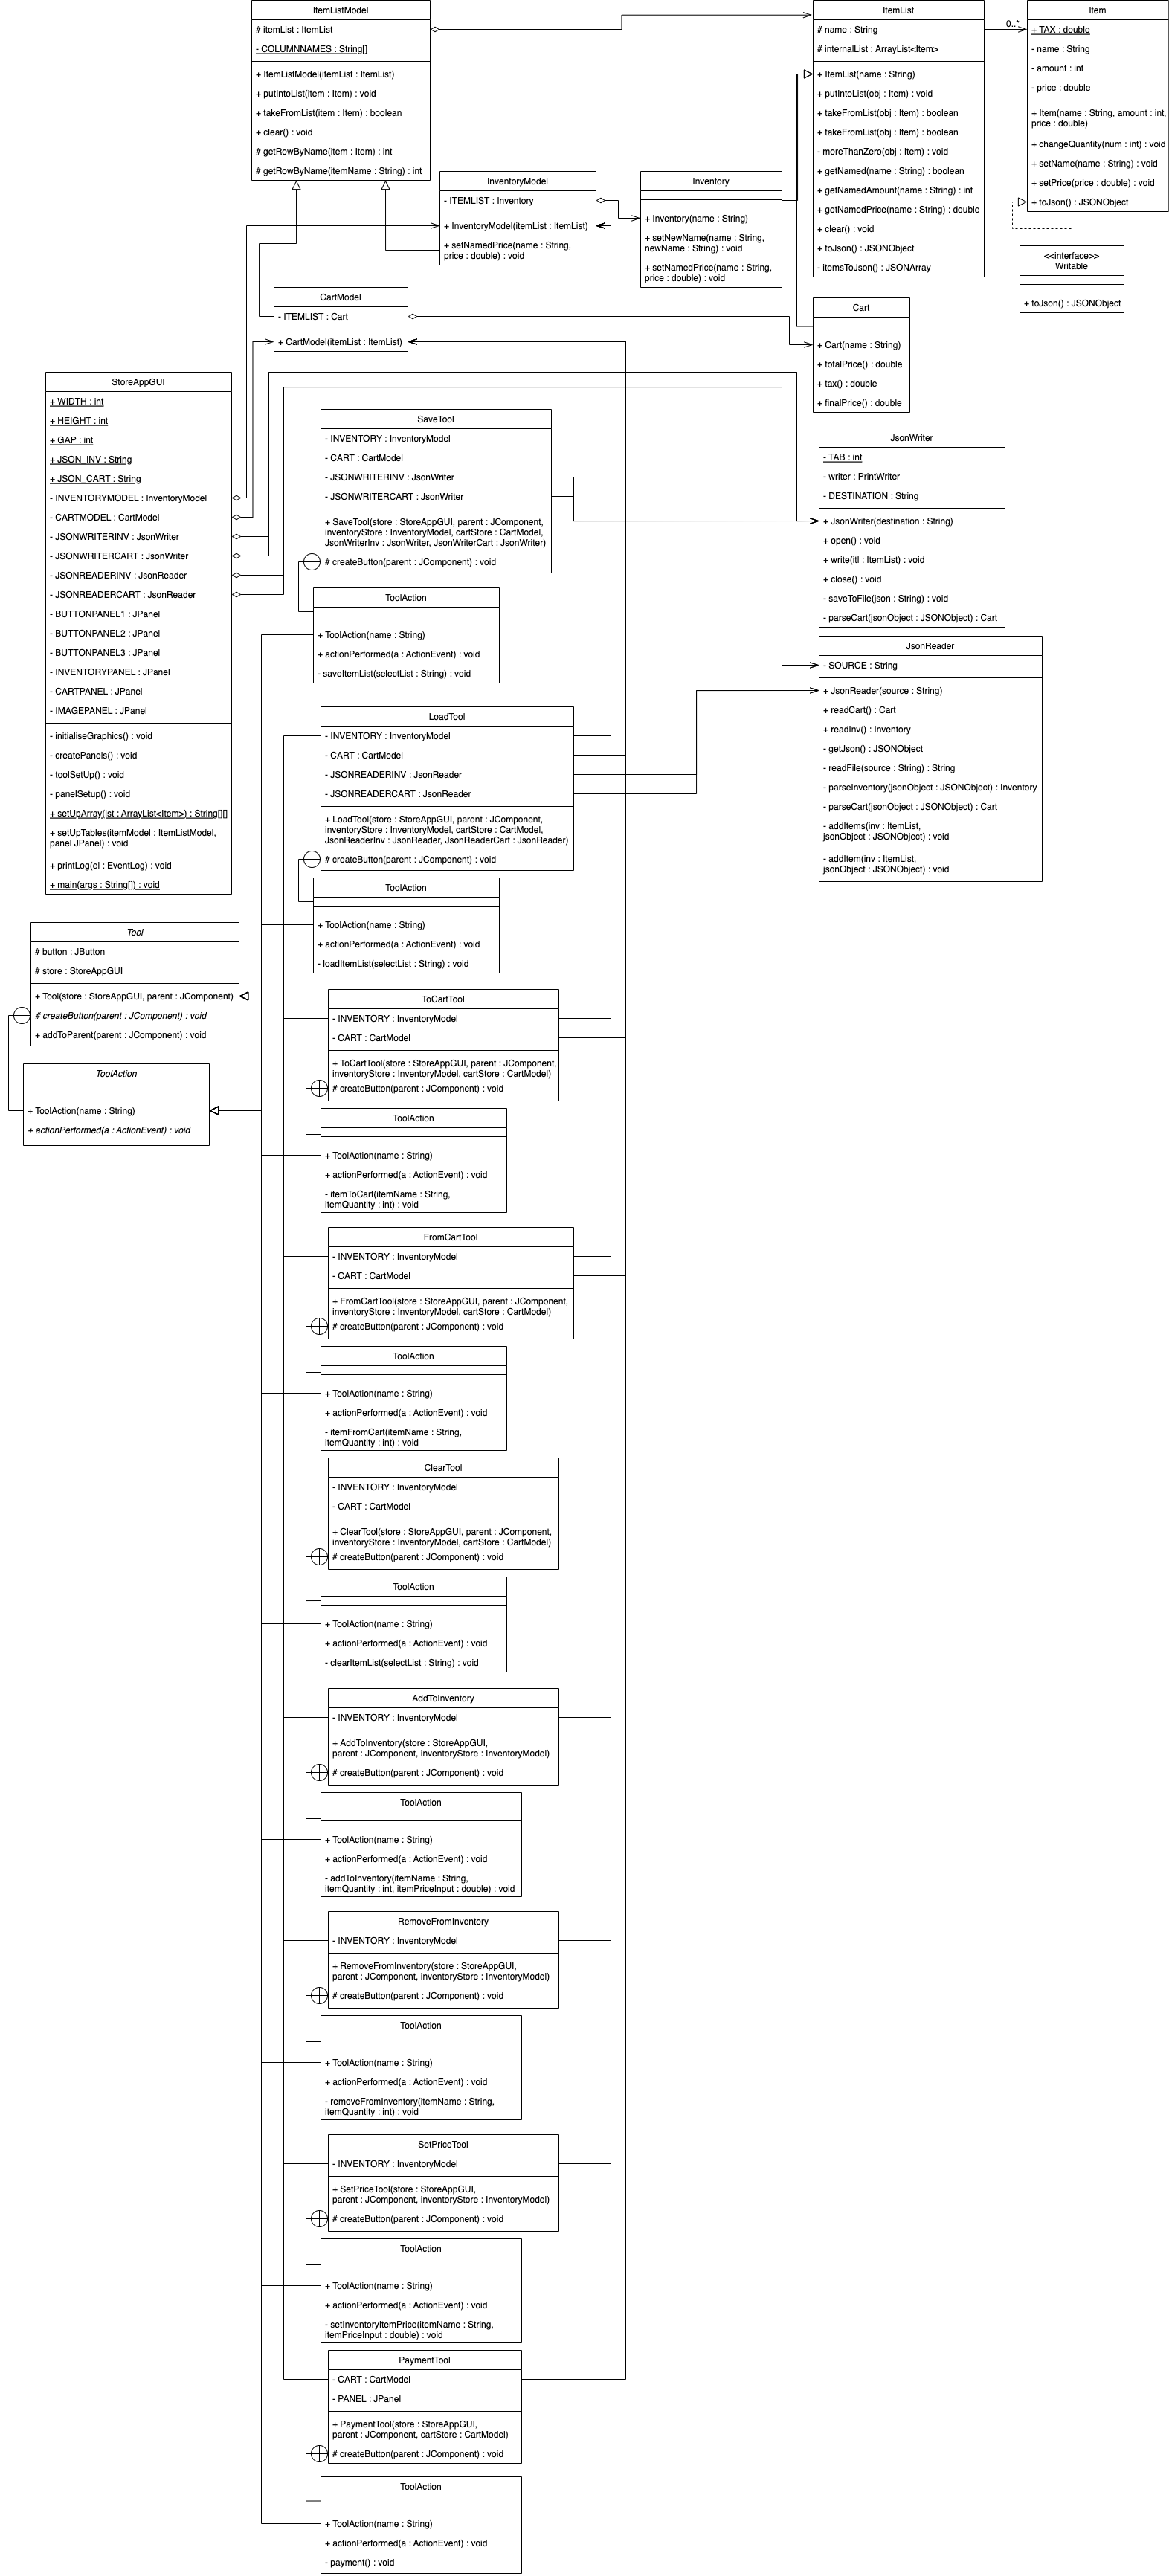 ItemListModel
# itemList : ItemList
- COLUMNNAMES : String[]
+ ItemListModel(itemList : ItemList)
+ putIntoList(item : Item) : void
+ takeFromList(item : Item) : boolean
+ clear() : void
# getRowByName(item : Item) : int
# getRowByName(itemName : String) : int
ItemList
# name : String
# internalList : ArrayList<Item>
+ ItemList(name : String)
+ putIntoList(obj : Item) : void
+ takeFromList(obj : Item) : boolean
+ takeFromList(obj : Item) : boolean
- moreThanZero(obj : Item) : void
+ getNamed(name : String) : boolean
+ getNamedAmount(name : String) : int
+ getNamedPrice(name : String) : double
+ clear() : void
+ toJson() : JSONObject
- itemsToJson() : JSONArray
0..*
Item
+ TAX : double
- name : String
- amount : int
- price : double
+ Item(name : String, amount : int,
price : double)
+ changeQuantity(num : int) : void
+ setName(name : String) : void
+ setPrice(price : double) : void
+ toJson() : JSONObject
<<interface>>
Writable
+ toJson() : JSONObject
InventoryModel
- ITEMLIST : Inventory
+ InventoryModel(itemList : ItemList)
+ setNamedPrice(name : String,
price : double) : void
Inventory
+ Inventory(name : String)
+ setNewName(name : String,
newName : String) : void
+ setNamedPrice(name : String,
price : double) : void
CartModel
- ITEMLIST : Cart
+ CartModel(itemList : ItemList)
Cart
+ Cart(name : String)
+ totalPrice() : double
+ tax() : double
+ finalPrice() : double
StoreAppGUI
+ WIDTH : int
+ HEIGHT : int
+ GAP : int
+ JSON_INV : String
+ JSON_CART : String
- INVENTORYMODEL : InventoryModel
- CARTMODEL : CartModel
- JSONWRITERINV : JsonWriter
- JSONWRITERCART : JsonWriter
- JSONREADERINV : JsonReader
- JSONREADERCART : JsonReader
- BUTTONPANEL1 : JPanel
- BUTTONPANEL2 : JPanel
- BUTTONPANEL3 : JPanel
- INVENTORYPANEL : JPanel
- CARTPANEL : JPanel
- IMAGEPANEL : JPanel
- initialiseGraphics() : void
- createPanels() : void
- toolSetUp() : void
- panelSetup() : void
+ setUpArray(lst : ArrayList<Item>) : String[][]
+ setUpTables(itemModel : ItemListModel,
panel JPanel) : void
+ printLog(el : EventLog) : void
+ main(args : String[]) : void
SaveTool
- INVENTORY : InventoryModel
- CART : CartModel
- JSONWRITERINV : JsonWriter
- JSONWRITERCART : JsonWriter
+ SaveTool(store : StoreAppGUI, parent : JComponent,
inventoryStore : InventoryModel, cartStore : CartModel,
JsonWriterInv : JsonWriter, JsonWriterCart : JsonWriter)
# createButton(parent : JComponent) : void
ToolAction
+ ToolAction(name : String)
+ actionPerformed(a : ActionEvent) : void
- saveItemList(selectList : String) : void
JsonWriter
- TAB : int
- writer : PrintWriter
- DESTINATION : String
+ JsonWriter(destination : String)
+ open() : void
+ write(itl : ItemList) : void
+ close() : void
- saveToFile(json : String) : void
- parseCart(jsonObject : JSONObject) : Cart
JsonReader
- SOURCE : String
+ JsonReader(source : String)
+ readCart() : Cart
+ readInv() : Inventory
- getJson() : JSONObject
- readFile(source : String) : String
- parseInventory(jsonObject : JSONObject) : Inventory
- parseCart(jsonObject : JSONObject) : Cart
- addItems(inv : ItemList,
jsonObject : JSONObject) : void
- addItem(inv : ItemList,
jsonObject : JSONObject) : void
LoadTool
- INVENTORY : InventoryModel
- CART : CartModel
- JSONREADERINV : JsonReader
- JSONREADERCART : JsonReader
+ LoadTool(store : StoreAppGUI, parent : JComponent,
inventoryStore : InventoryModel, cartStore : CartModel,
JsonReaderInv : JsonReader, JsonReaderCart : JsonReader)
# createButton(parent : JComponent) : void
ToolAction
+ ToolAction(name : String)
+ actionPerformed(a : ActionEvent) : void
- loadItemList(selectList : String) : void
Tool
# button : JButton
# store : StoreAppGUI
+ Tool(store : StoreAppGUI, parent : JComponent)
# createButton(parent : JComponent) : void
+ addToParent(parent : JComponent) : void
ToolAction
+ ToolAction(name : String)
+ actionPerformed(a : ActionEvent) : void
ToCartTool
- INVENTORY : InventoryModel
- CART : CartModel
+ ToCartTool(store : StoreAppGUI, parent : JComponent,
inventoryStore : InventoryModel, cartStore : CartModel)
# createButton(parent : JComponent) : void
ToolAction
+ ToolAction(name : String)
+ actionPerformed(a : ActionEvent) : void
- itemToCart(itemName : String,
itemQuantity : int) : void
FromCartTool
- INVENTORY : InventoryModel
- CART : CartModel
+ FromCartTool(store : StoreAppGUI, parent : JComponent,
inventoryStore : InventoryModel, cartStore : CartModel)
# createButton(parent : JComponent) : void
ToolAction
+ ToolAction(name : String)
+ actionPerformed(a : ActionEvent) : void
- itemFromCart(itemName : String,
itemQuantity : int) : void
ClearTool
- INVENTORY : InventoryModel
- CART : CartModel
+ ClearTool(store : StoreAppGUI, parent : JComponent,
inventoryStore : InventoryModel, cartStore : CartModel)
# createButton(parent : JComponent) : void
ToolAction
+ ToolAction(name : String)
+ actionPerformed(a : ActionEvent) : void
- clearItemList(selectList : String) : void
AddToInventory
- INVENTORY : InventoryModel
+ AddToInventory(store : StoreAppGUI,
parent : JComponent, inventoryStore : InventoryModel)
# createButton(parent : JComponent) : void
ToolAction
+ ToolAction(name : String)
+ actionPerformed(a : ActionEvent) : void
- addToInventory(itemName : String,
itemQuantity : int, itemPriceInput : double) : void
RemoveFromInventory
- INVENTORY : InventoryModel
+ RemoveFromInventory(store : StoreAppGUI,
parent : JComponent, inventoryStore : InventoryModel)
# createButton(parent : JComponent) : void
ToolAction
+ ToolAction(name : String)
+ actionPerformed(a : ActionEvent) : void
- removeFromInventory(itemName : String,
itemQuantity : int) : void
SetPriceTool
- INVENTORY : InventoryModel
+ SetPriceTool(store : StoreAppGUI,
parent : JComponent, inventoryStore : InventoryModel)
# createButton(parent : JComponent) : void
ToolAction
+ ToolAction(name : String)
+ actionPerformed(a : ActionEvent) : void
- setInventoryItemPrice(itemName : String,
itemPriceInput : double) : void
PaymentTool
- CART : CartModel
- PANEL : JPanel
+ PaymentTool(store : StoreAppGUI,
parent : JComponent, cartStore : CartModel)
# createButton(parent : JComponent) : void
ToolAction
+ ToolAction(name : String)
+ actionPerformed(a : ActionEvent) : void
- payment() : void